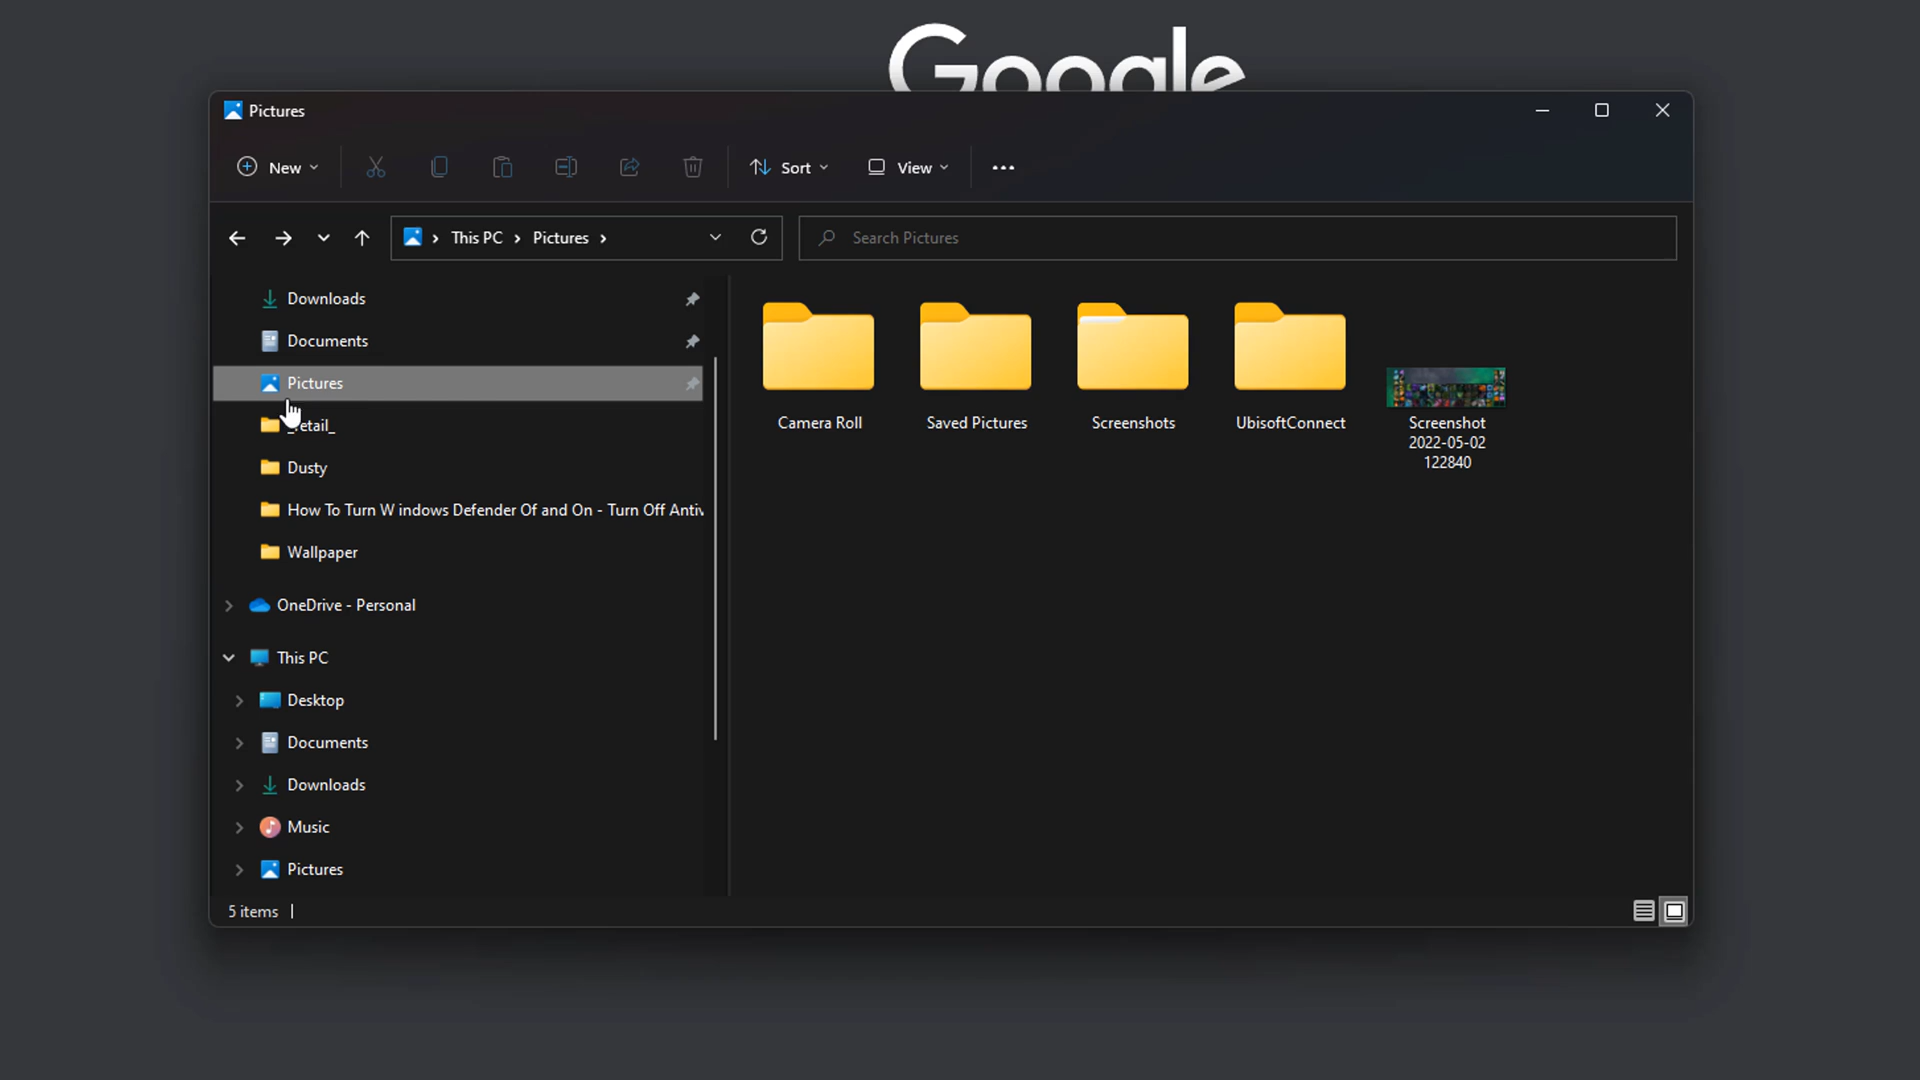 Google
Pictures
New
Sort
View
This PC
Pictures
Search Pictures
Downloads
Documents
Pictures
_retail_
Dusty
How To Turn W indows Defender Of and On - Turn Off Antiv
Wallpaper
OneDrive - Personal
This PC
Desktop
Documents
Downloads
Music
Pictures
Camera Roll
Saved Pictures
Screenshots
UbisoftConnect
Screenshot
2022-05-02
122840
5 items